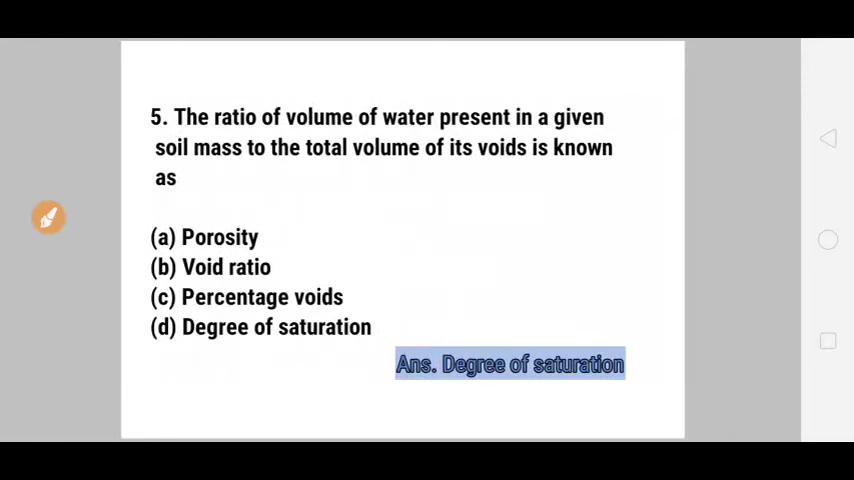 5. The ratio of volume of water present in a given
soil mass to the total volume of its voids is known
as
(a) Porosity
(b) Void ratio
(c) Percentage voids
(d) Degree of saturation
Ans. Degree of saturation